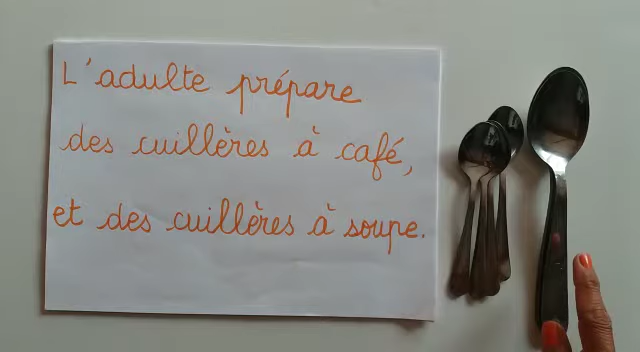 L'adulte prépare
des cuillères à café,
et des cuillères à soupe.